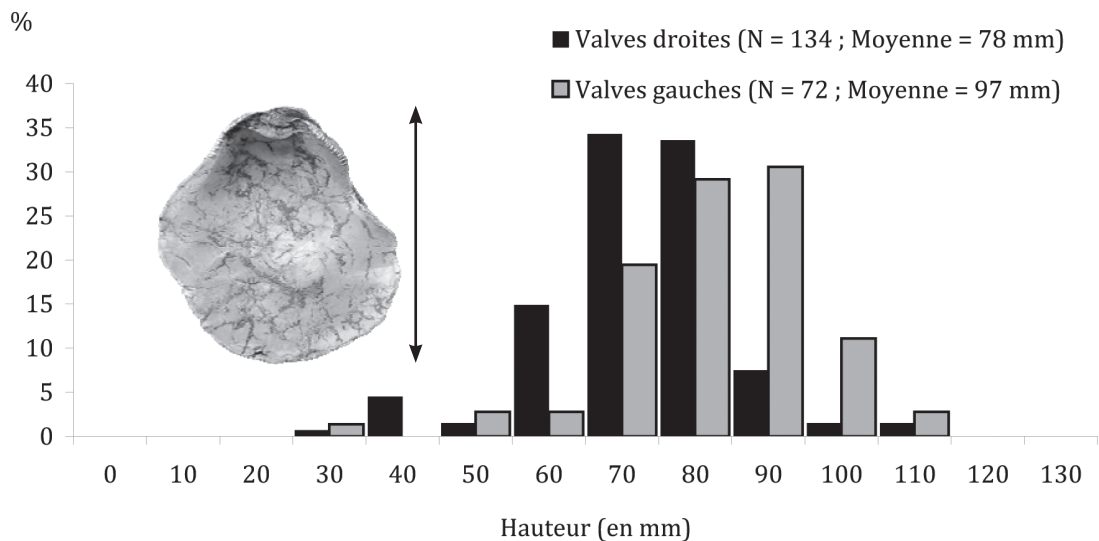 %
■ Valves droites (N = 134 ; Moyenne = 78 mm)
■ Valves gauches (N = 72 ; Moyenne = 97 mm)
40
35
30
25
20
15
10
5
0
0 10 20 30 40 50 60 70 80 90 100 110 120 130
Hauteur (en mm)